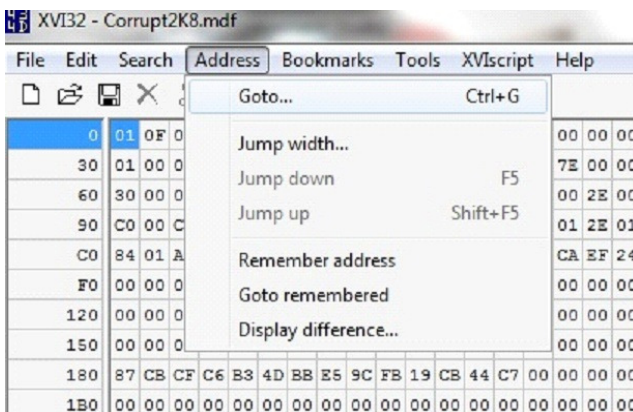 XVI32 - Corrupt2K8.mdf
File Edit Search Address Bookmarks Tools XVIscript Help
Goto... Ctrl+G
0 01 0F 0 00 00 00
Jump width...
30 01 00 0 7E 00 00
Jump down F5
60 30 00 0 00 2E 00
Jump up Shift+F5
90 C0 00 C 01 2E 01
Remember address
C0 84 01 A CA EF 24
Goto remembered
F0 00 00 0 00 00 00
120 00 00 0 00 00 00
Display difference...
150 00 00 0 00 00 00
180 87 CB CF C6 B3 4D BB E5 9C FB 19 CB 44 C7 00 00 00 00
1B0 00 00 00 00 00 00 00 00 00 00 00 00 00 00 00 00 00 00